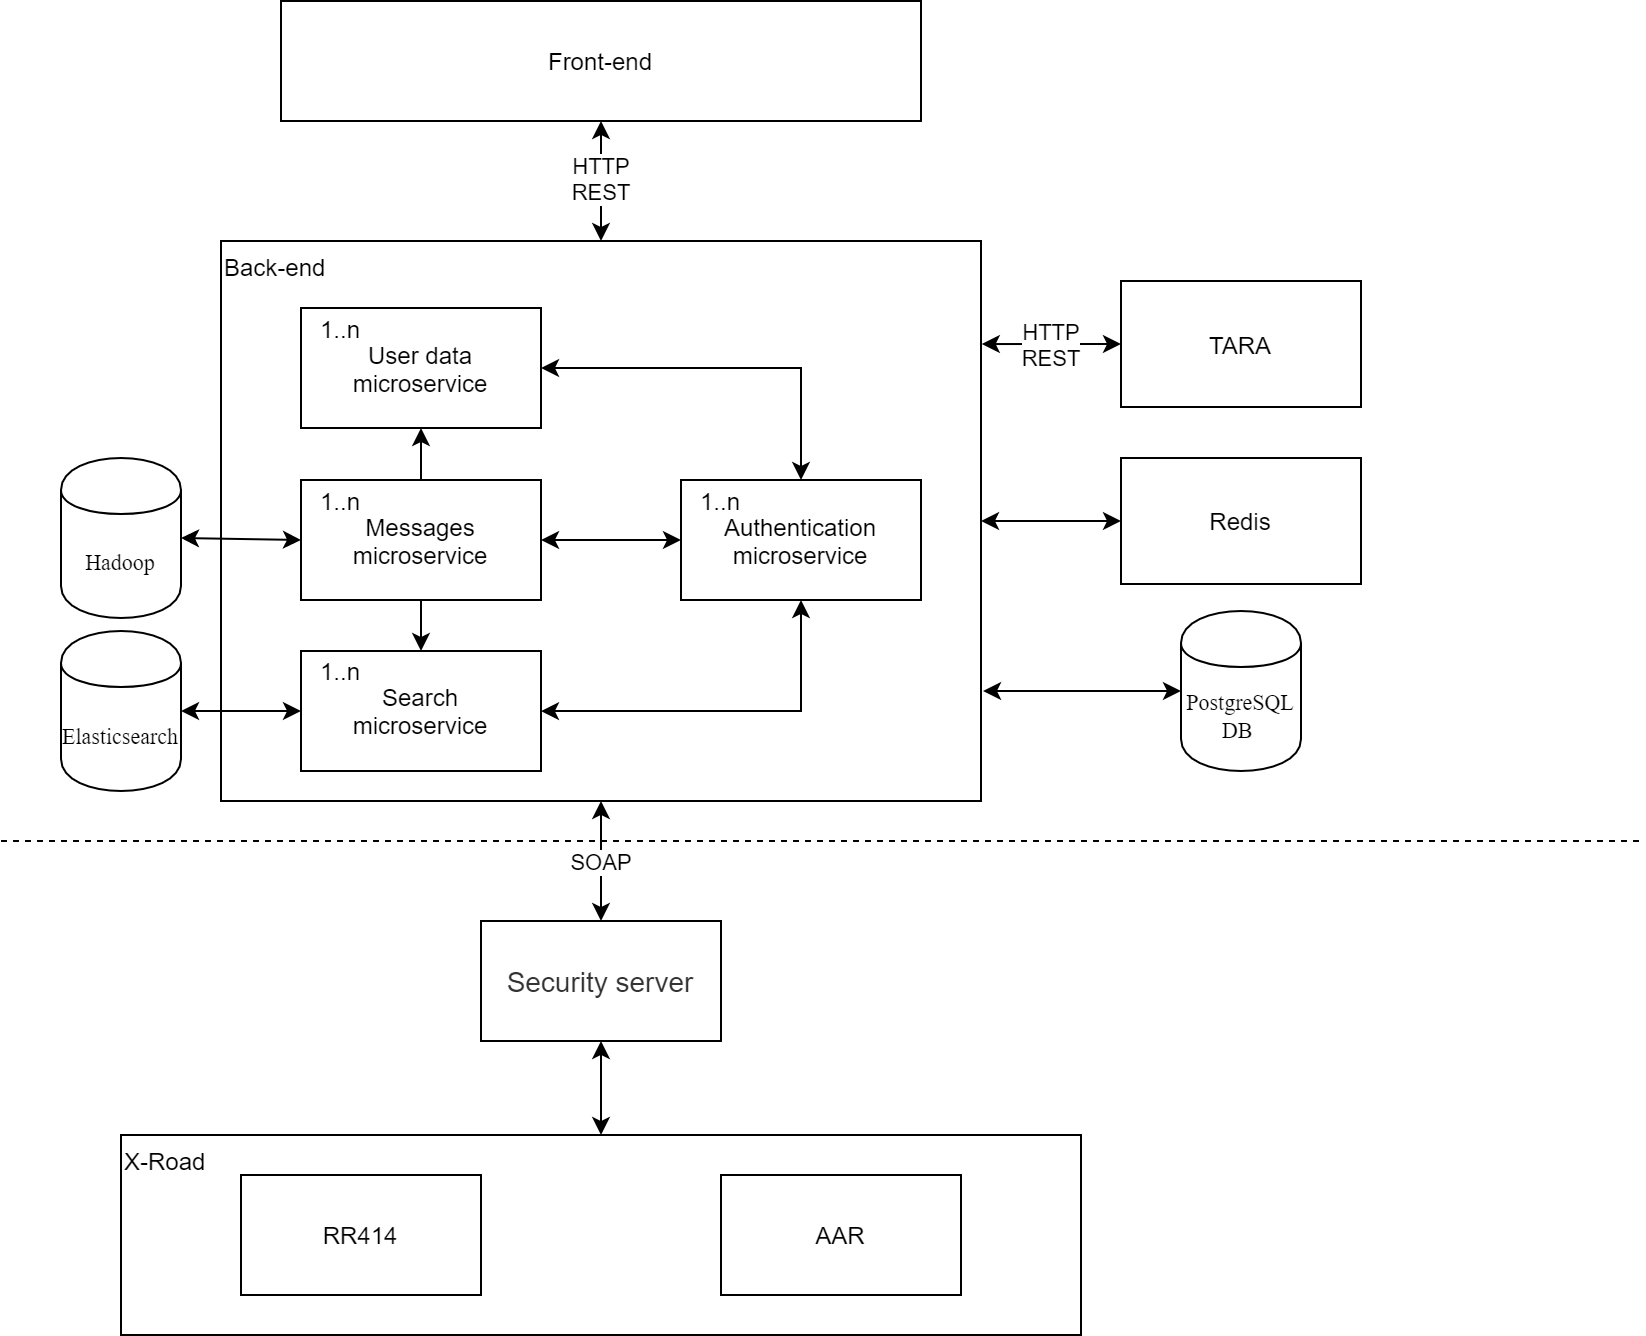 Front-end
HTTP
REST
Back-end
1..n
User data
microservice
HTTP
REST
TARA
1..n
Messages
microservice
1..n
Authentication
microservice
Hadoop
Redis
1..n
Search
microservice
Elasticsearch
PostgreSQL
DB
SOAP
Security server
X-Road
RR414
AAR